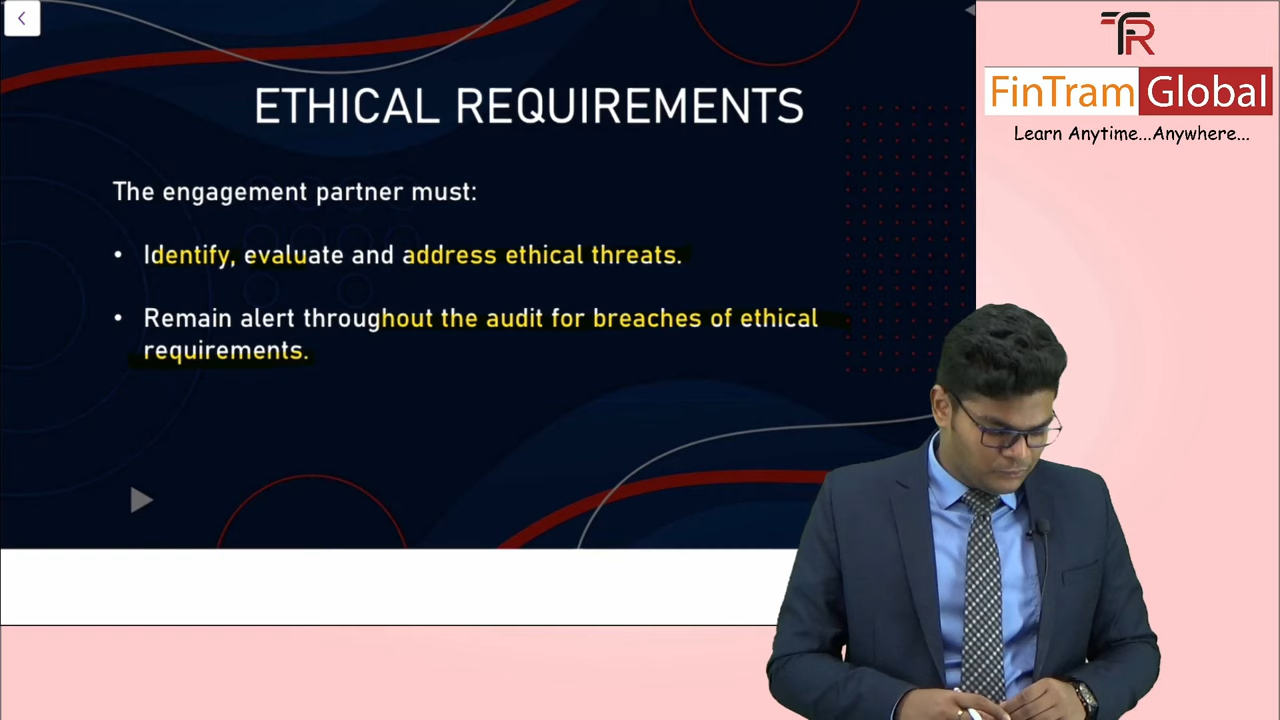 ETHICAL REQUIREMENTS
The engagement partner must:
• Identify, evaluate and address ethical threats.
• Remain alert throughout the audit for breaches of ethical
requirements.
TFR
FinTram Global
Learn Anytime...Anywhere...